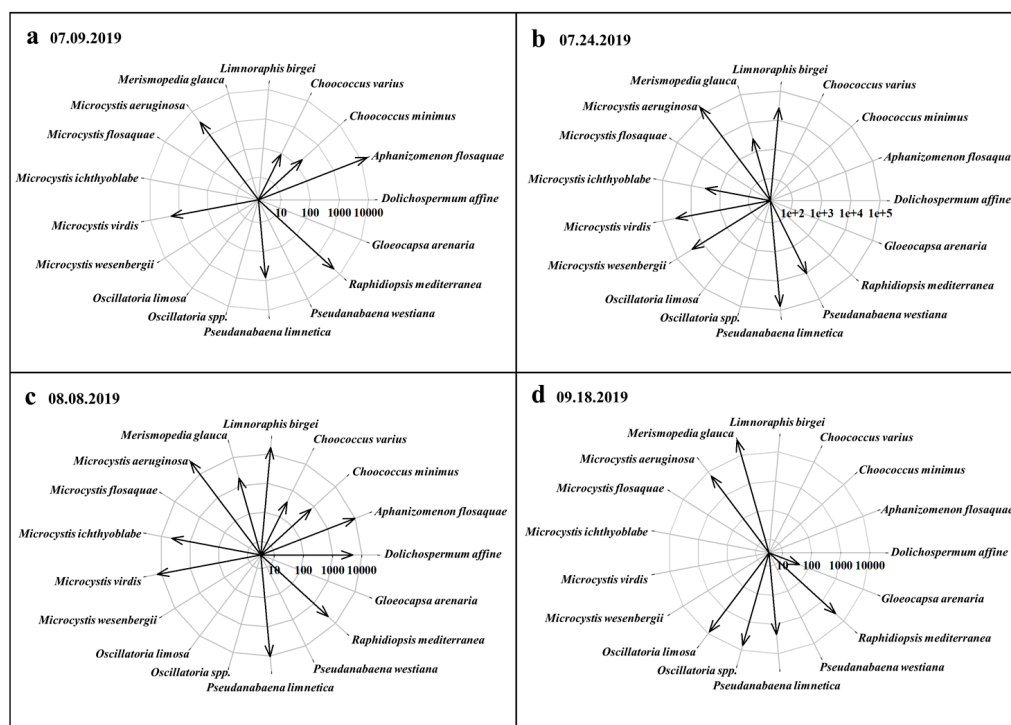 a 07.09.2019
Limnoraphis birgei
Merismopedia glauca
Choococcus varius
Microcystis aeruginosa
Choococcus minimus
Microcystis flosaquae
Aphanizomenon flosaquae
Microcystis ichthyoblabe
Dolichospermum affine
10 100 1000 10000
Microcystis virdis
Gloeocapsa arenaria
Microcystis wesenbergii
Raphidiopsis mediterranea
Oscillatoria limosa
Pseudanabaena westiana
Oscillatoria spp.
Pseudanabaena limnetica
b 07.24.2019
Limnoraphis birgei
Merismopedia glauca
Choococcus varius
Microcystis aeruginosa
Choococcus minimus
Microcystis flosaquae
Aphanizomenon flosaqua
Microcystis ichthyoblabe
Dolichospermum affine
1e+2 1e+3 1e+4 1e+5
Microcystis virdis
Gloeocapsa arenaria
Microcystis wesenbergii
Raphidiopsis mediterranea
Oscillatoria limosa
Pseudanabaena westiana
Oscillatoria spp.
Pseudanabaena limnetica
c 08.08.2019
Limnoraphis birgei
Merismopedia glauca
Choococcus varius
Microcystis aeruginosa
Choococcus minimus
Microcystis flosaquae
Aphanizomenon flosaquae
Microcystis ichthyoblabe
Dolichospermum affine
10 100 1000 10000
Microcystis virdis
Gloeocapsa arenaria
Microcystis wesenbergii
Raphidiopsis mediterranea
Oscillatoria limosa
Pseudanabaena westiana
Oscillatoria spp.
Pseudanabaena limnetica
d 09.18.2019
Limnoraphis birgei
Merismopedia glauca
Choococcus varius
Microcystis aeruginosa
Choococcus minimus
Microcystis flosaquae
Aphanizomenon flosaquae
Microcystis ichthyoblabe
Dolichospermum affine
10 100 1000 10000
Microcystis virdis
Gloeocapsa arenaria
Microcystis wesenbergii
Raphidiopsis mediterranea
Oscillatoria limosa
Pseudanabaena westiana
Oscillatoria spp.
Pseudanabaena limnetica